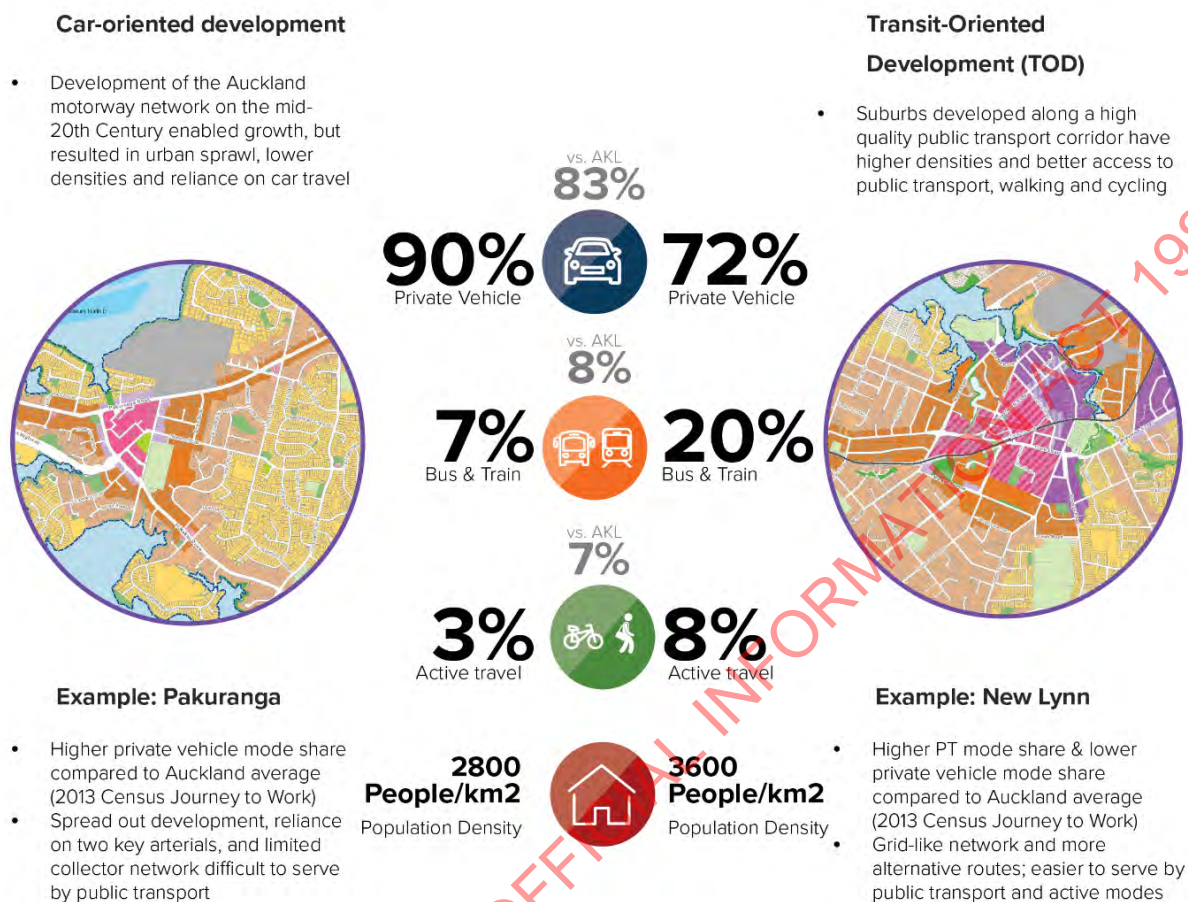 Car-oriented development
• Development of the Auckland
motorway network on the mid-
20th Century enabled growth, but
resulted in urban sprawl, lower
densities and reliance on car travel
Transit-Oriented
Development (TOD)
• Suburbs developed along a high
quality public transport corridor have
higher densities and better access to
public transport, walking and cycling
vs. AKL
83%
90%
Private Vehicle
72%
Private Vehicle
vs. AKL
8%
7%
Bus & Train
20%
Bus & Train
vs. AKL
7%
3%
Active travel
8%
Active travel
2800
People/km2
Population Density
3600
People/km2
Population Density
Example: Pakuranga
• Higher private vehicle mode share
compared to Auckland average
(2013 Census Journey to Work)
• Spread out development, reliance
on two key arterials, and limited
collector network difficult to serve
by public transport
Example: New Lynn
• Higher PT mode share & lower
private vehicle mode share
compared to Auckland average
(2013 Census Journey to Work)
• Grid-like network and more
alternative routes; easier to serve by
public transport and active modes
OFFICIAL INFORMATION ACT 198